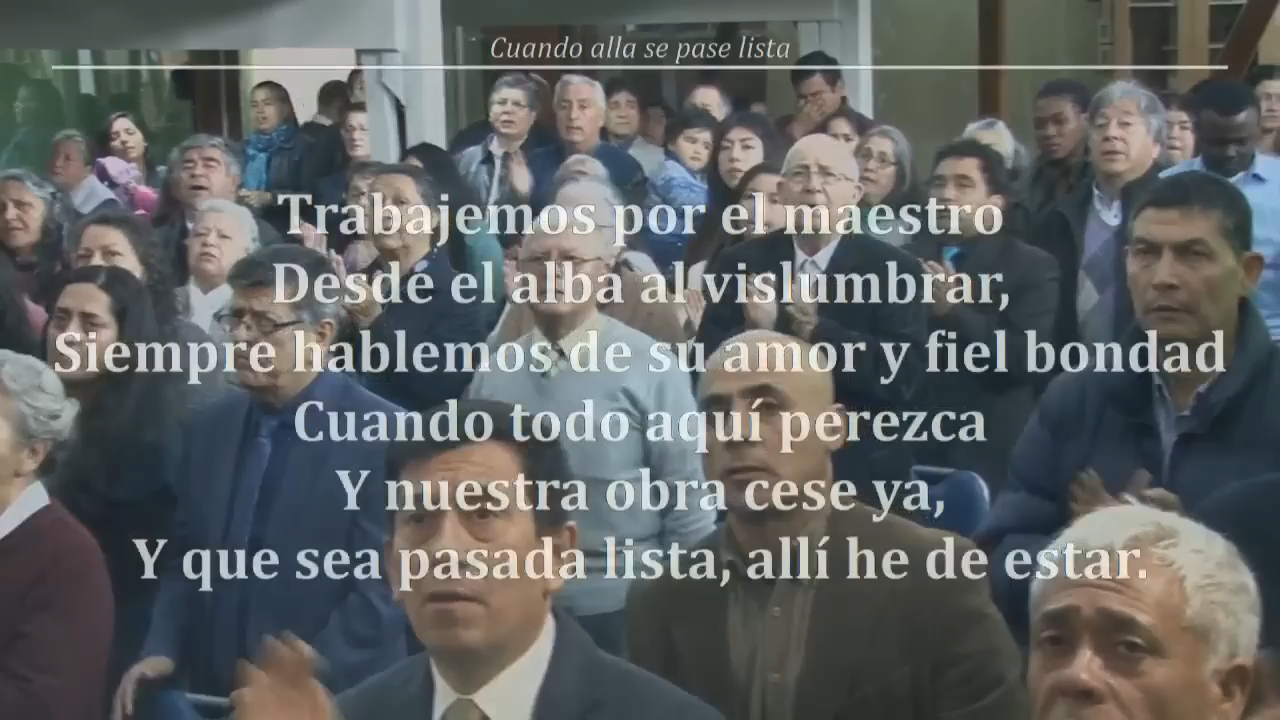 Cuando alla se pase lista
Trabajemos por el maestro
Desde el alba al vislumbrar,
Siempre hablemos de su amor y fiel bondad
Cuando todo aquí perezca
Y nuestra obra cese ya,
Y que sea pasada lista, allí he de estar.